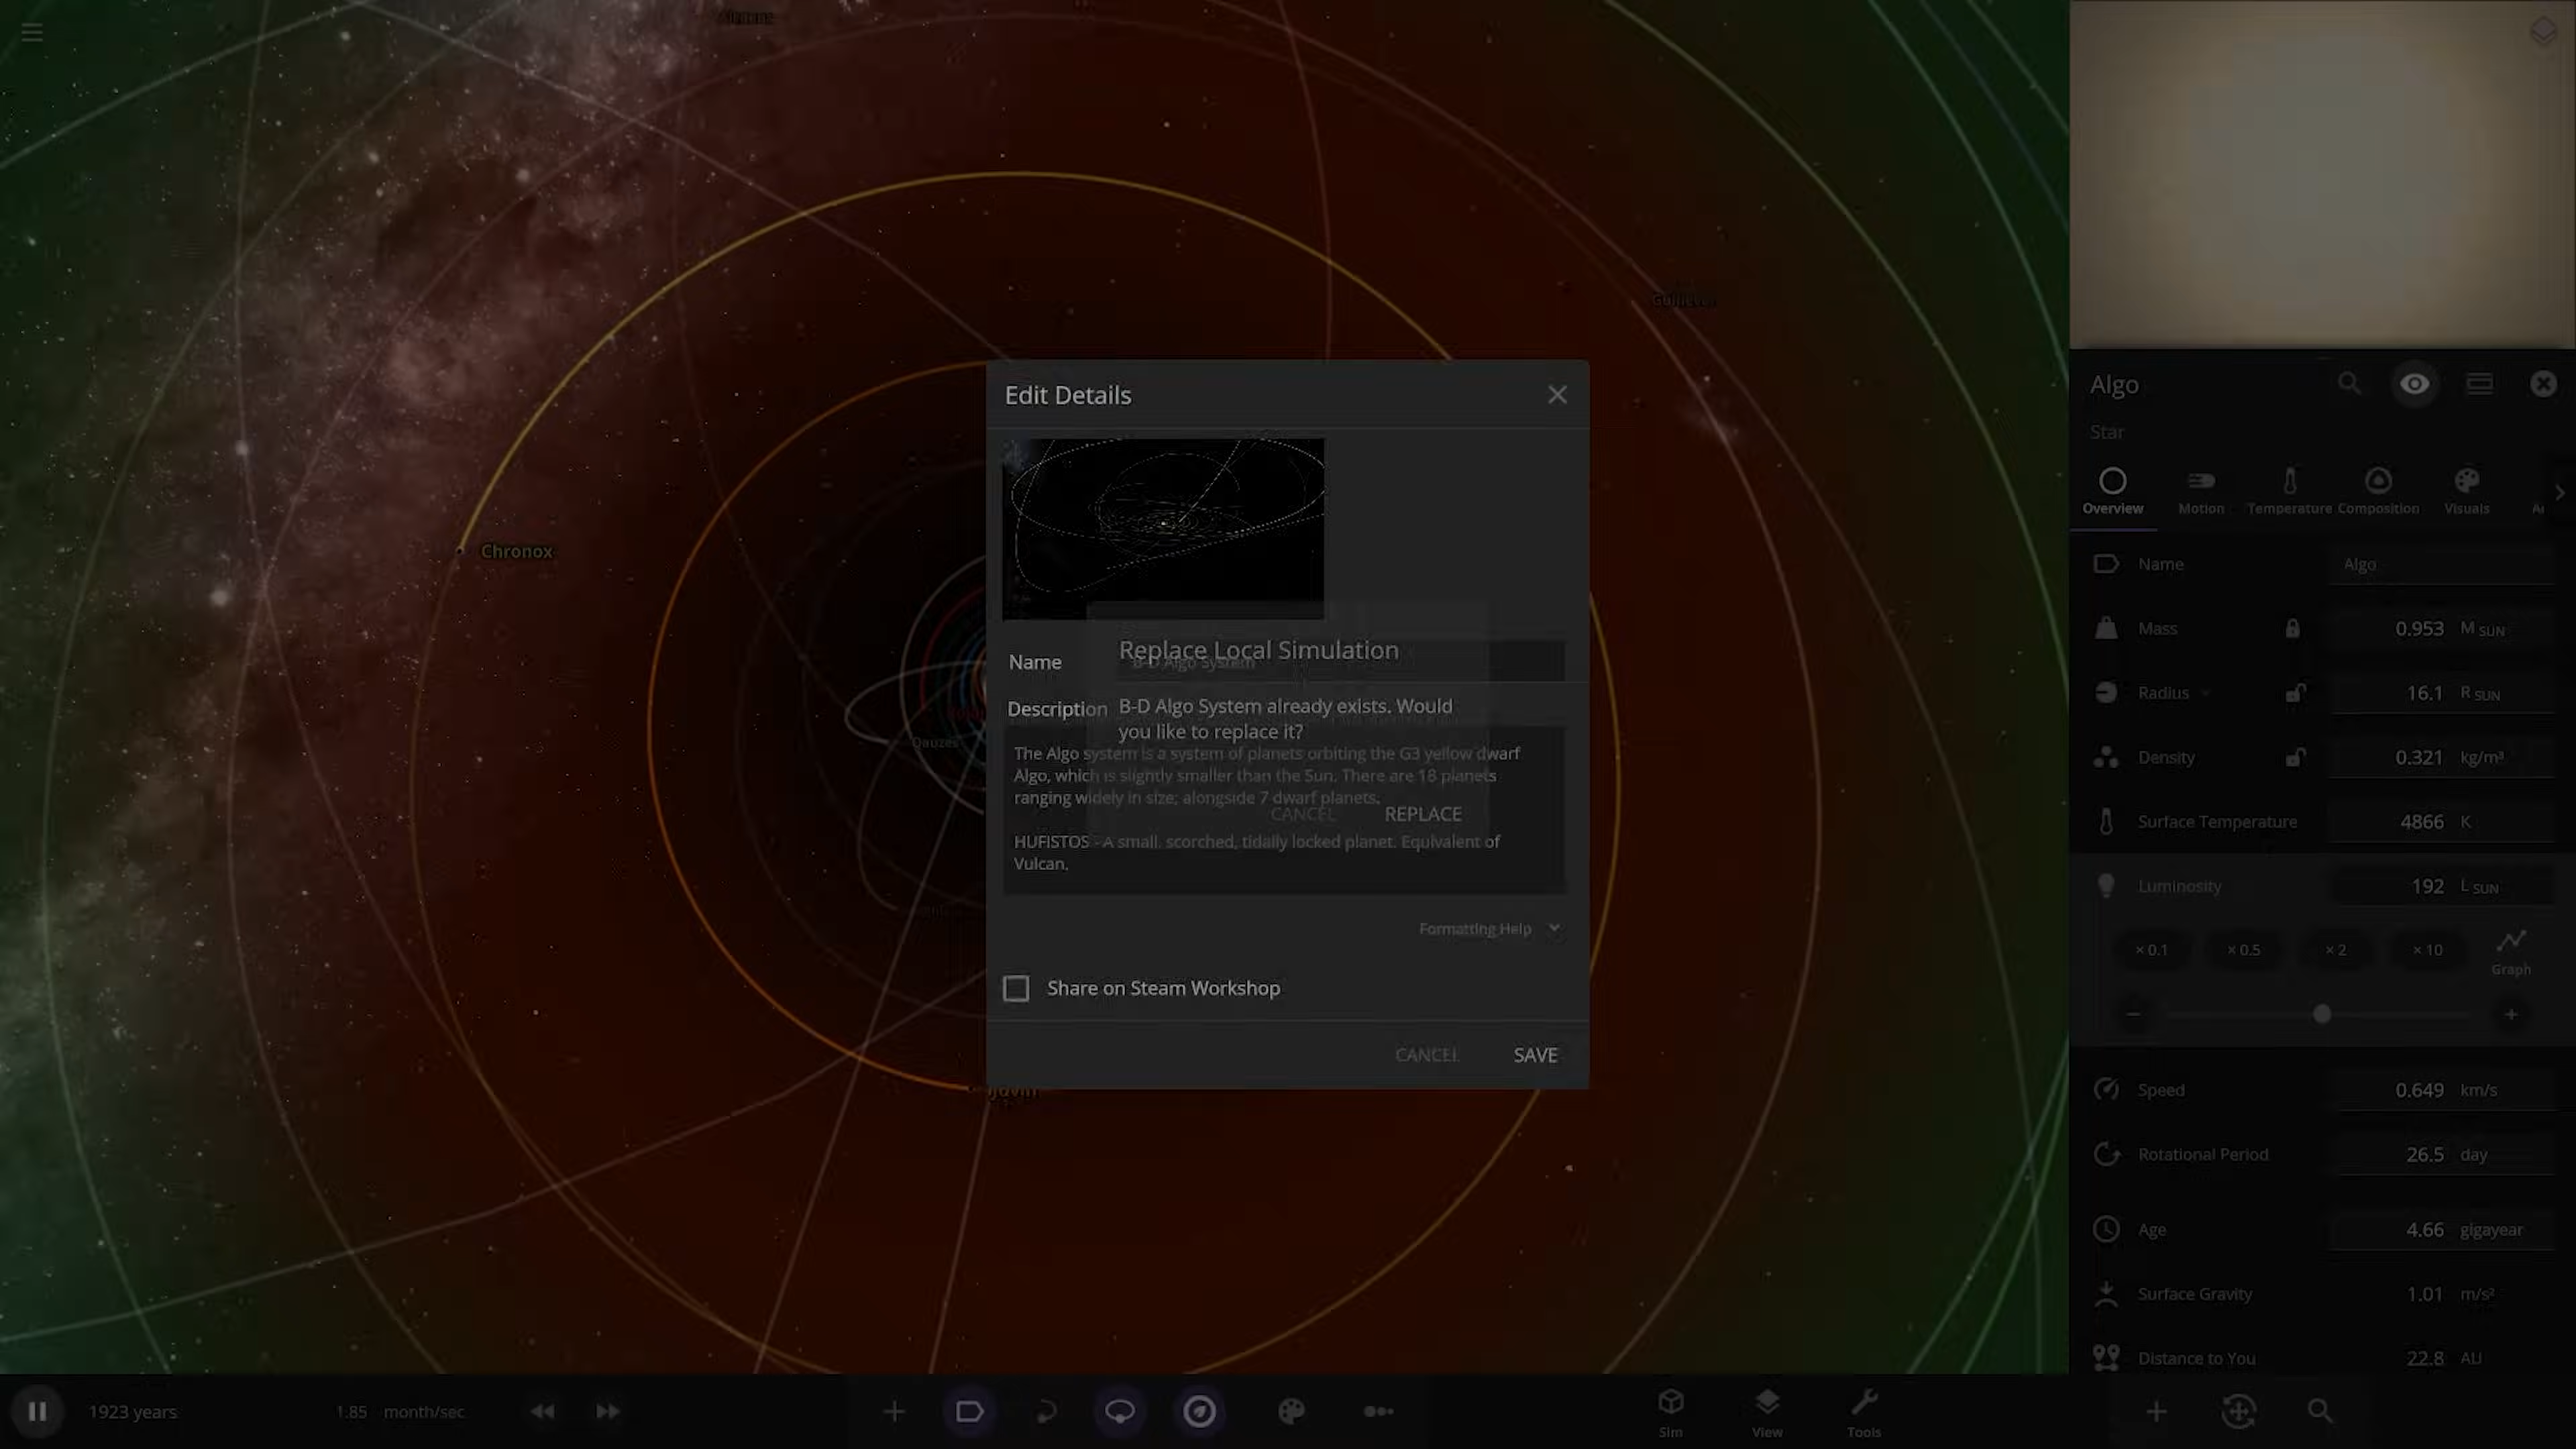 Chronox
Edit Details
Name
B-D Algo System
Description
Replace Local Simulation
B-D Algo System already exists. Would
you like to replace it?
CANCEL
REPLACE
The Algo system is a system of planets orbiting the G3 yellow dwarf
Algo, which is slightly smaller than the Sun. There are 18 planets
ranging widely in size, alongside 7 dwarf planets.
HUFISTOS - A small, scorched, tidally locked planet. Equivalent of
Vulcan.
Formatting Help
Share on Steam Workshop
CANCEL
SAVE
Algo
Star
Overview
Motion
Temperature
Composition
Visuals
Name Algo
Mass 0.953 M SUN
Radius 16.1 R SUN
Density 0.321 kg/m³
Surface Temperature 4866 K
Luminosity 192 L SUN
× 0.1
× 0.5
× 2
× 10
Graph
Speed 0.649 km/s
Rotational Period 26.5 day
Age 4.66 gigayear
Surface Gravity 1.01 m/s²
Distance to You 22.8 AU
1923 years
1.85 month/sec
Sim
View
Tools